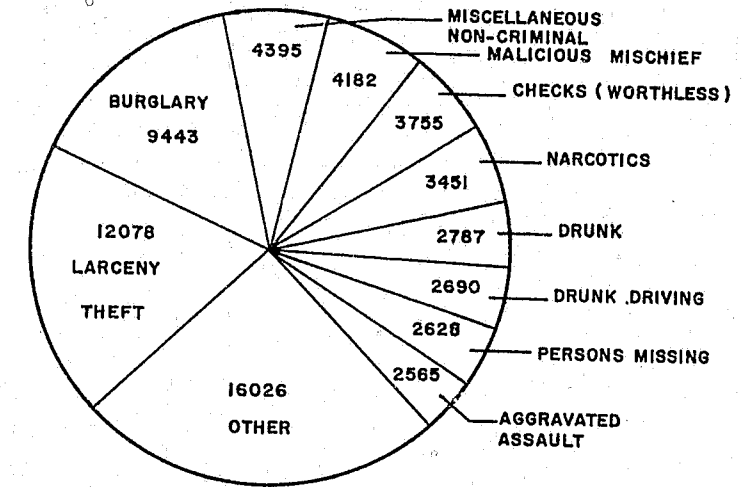 MISCELLANEOUS
NON-CRIMINAL
4395
MALICIOUS MISCHIEF
4182
CHECKS (WORTHLESS)
3755
NARCOTICS
3451
DRUNK
2787
DRUNK DRIVING
2690
PERSONS MISSING
2628
AGGRAVATED
ASSAULT
2565
16026
OTHER
12078
LARCENY
THEFT
BURGLARY
9443